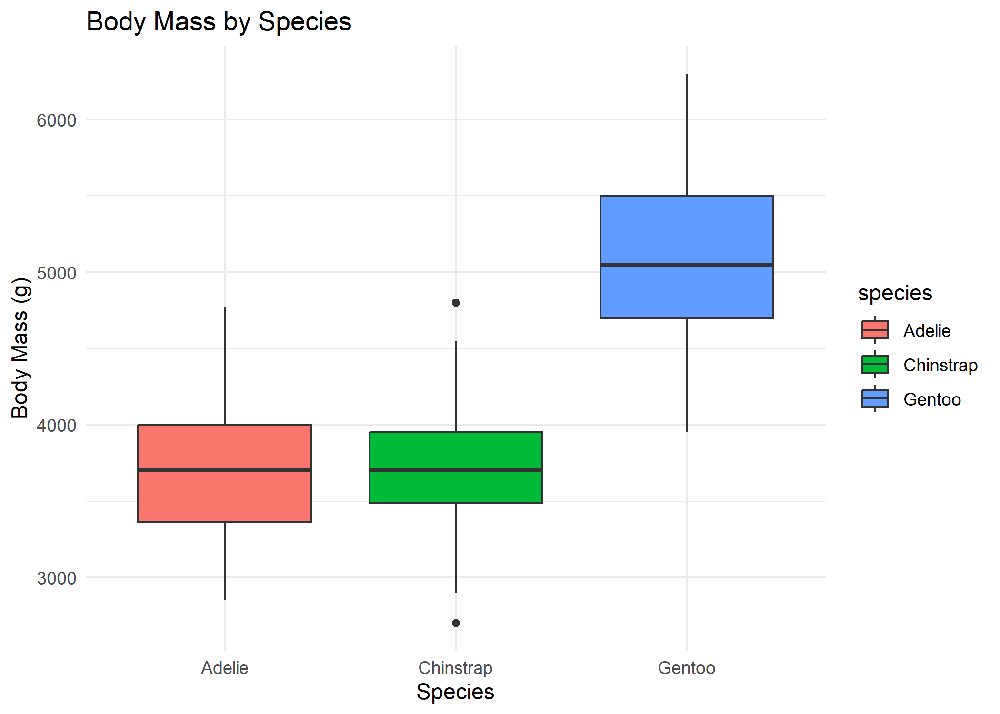 Body Mass by Species
Body Mass (g)
6000
5000
4000
3000
Adelie
Chinstrap
Gentoo
Species
species
Adelie
Chinstrap
Gentoo